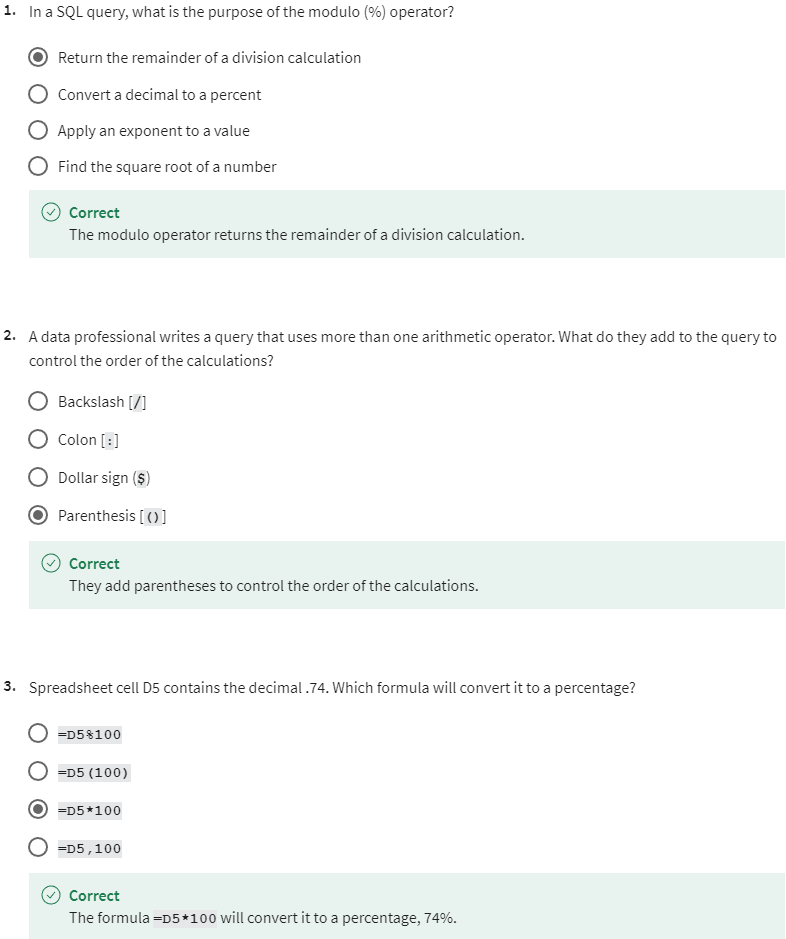 1. In a SQL query, what is the purpose of the modulo (%) operator?
Return the remainder of a division calculation
Convert a decimal to a percent
Apply an exponent to a value
Find the square root of a number
Correct
The modulo operator returns the remainder of a division calculation.
2. A data professional writes a query that uses more than one arithmetic operator. What do they add to the query to
control the order of the calculations?
Backslash [/]
Colon [:]
Dollar sign ($)
Parenthesis [()]
Correct
They add parentheses to control the order of the calculations.
3. Spreadsheet cell D5 contains the decimal .74. Which formula will convert it to a percentage?
=D5%100
=D5(100)
=D5*100
=D5,100
Correct
The formula =D5*100 will convert it to a percentage, 74%.